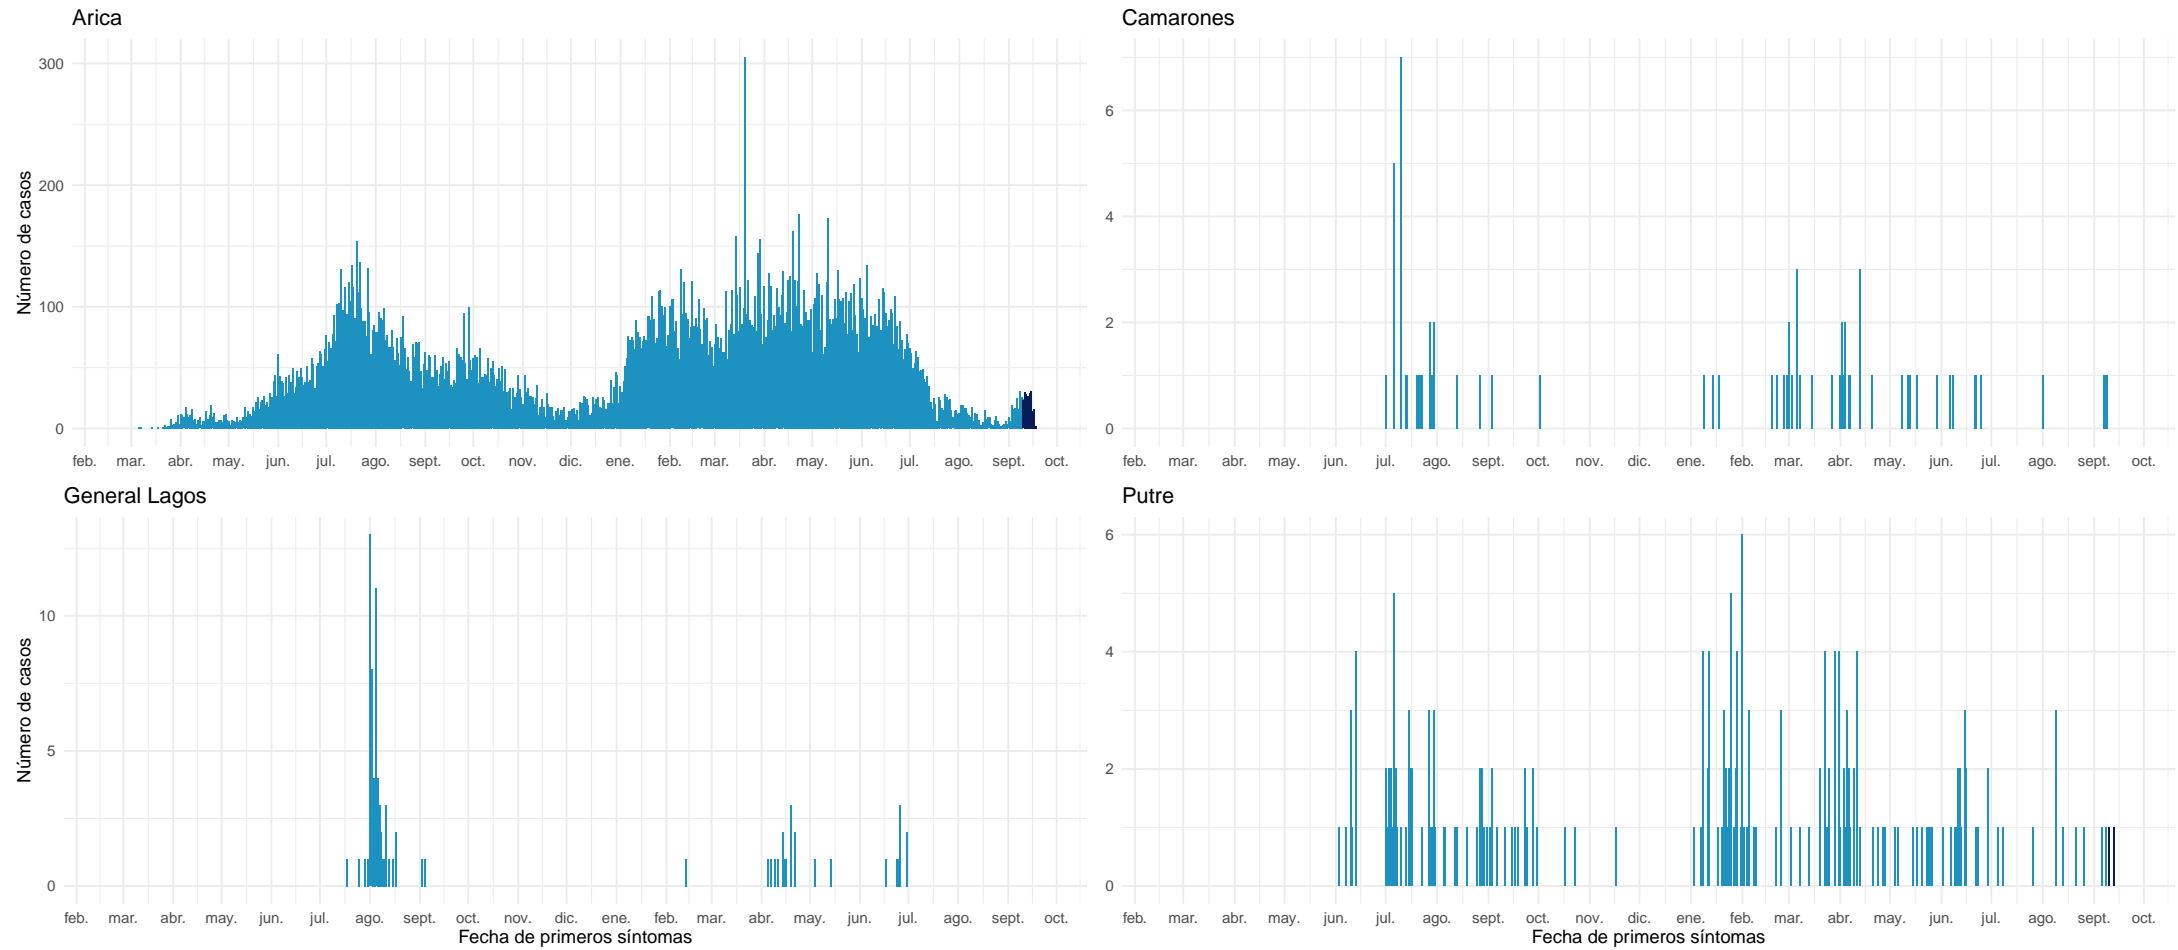 Arica
Camarones
Número de casos
300
200
100
0
6
4
2
0
feb. mar. abr. may. jun. jul. ago. sept. oct. nov. dic. ene. feb. mar. abr. may. jun. jul. ago. sept. oct.
feb. mar. abr. may. jun. jul. ago. sept. oct. nov. dic. ene. feb. mar. abr. may. jun. jul. ago. sept. oct.
General Lagos
Putre
Número de casos
10
5
0
6
4
2
0
feb. mar. abr. may. jun. jul. ago. sept. oct. nov. dic. ene. feb. mar. abr. may. jun. jul. ago. sept. oct.
feb. mar. abr. may. jun. jul. ago. sept. oct. nov. dic. ene. feb. mar. abr. may. jun. jul. ago. sept. oct.
Fecha de primeros síntomas
Fecha de primeros síntomas